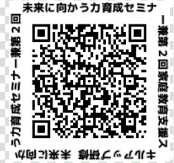 未来に向かう力育成セミナ
ー兼第2回家庭教育支援ス
キルアップ研修 未来に向か
う力育成セミナー兼第2回